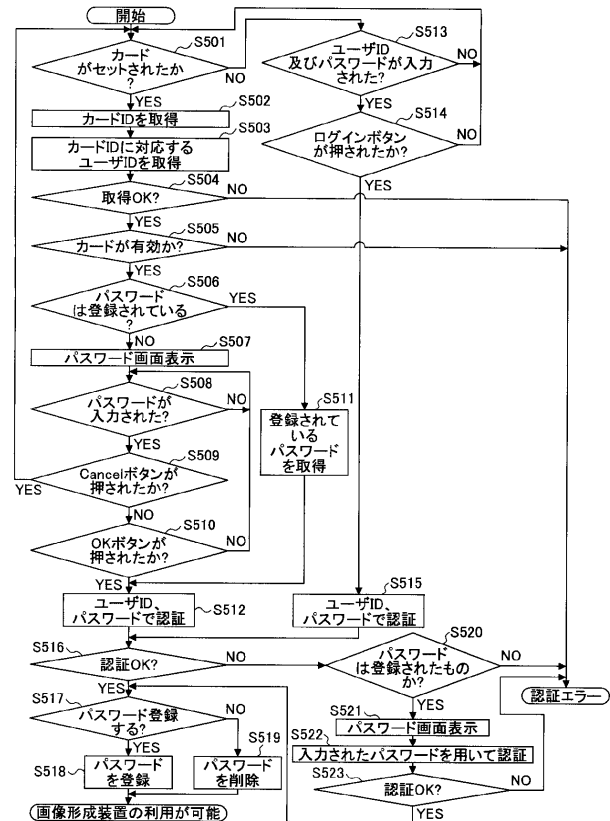 開始
S501
カード
がセットされたか
?
NO
YES
S502
カードIDを取得
S503
カードIDに対応する
ユーザIDを取得
S504
取得OK?
NO
YES
S505
カードが有効か?
NO
YES
S506
パスワード
は登録されている
?
YES
NO
S507
パスワード画面表示
S508
パスワードが
入力された?
NO
YES
S509
Cancelボタンが
押されたか?
YES
NO
S510
OKボタンが
押されたか?
NO
YES
S511
登録されて
いる
パスワード
を取得
S512
ユーザID、
パスワードで認証
S513
ユーザID
及びパスワードが入力
された?
NO
YES
S514
ログインボタン
が押されたか?
NO
YES
S515
ユーザID、
パスワードで認証
S516
認証OK?
NO
YES
S517
パスワード登録
する?
NO
YES
S518
パスワード
を登録
S519
パスワード
を削除
画像形成装置の利用が可能
S520
パスワード
は登録されたもの
か?
NO
YES
認証エラー
S521
パスワード画面表示
S522
入力されたパスワードを用いて認証
S523
認証OK?
NO
YES